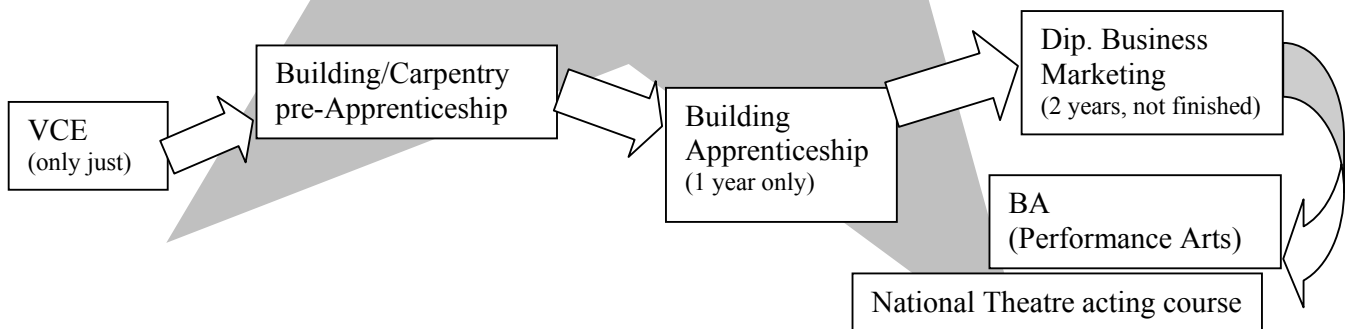 VCE
(only just)
Building/Carpentry
pre-Apprenticeship
Building
Apprenticeship
(1 year only)
Dip. Business
Marketing
(2 years, not finished)
BA
(Performance Arts)
National Theatre acting course